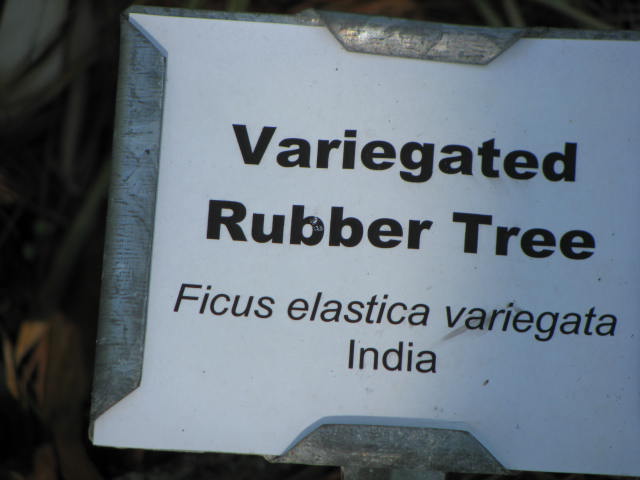 Variegated
Rubber Tree
Ficus elastica variegata
India